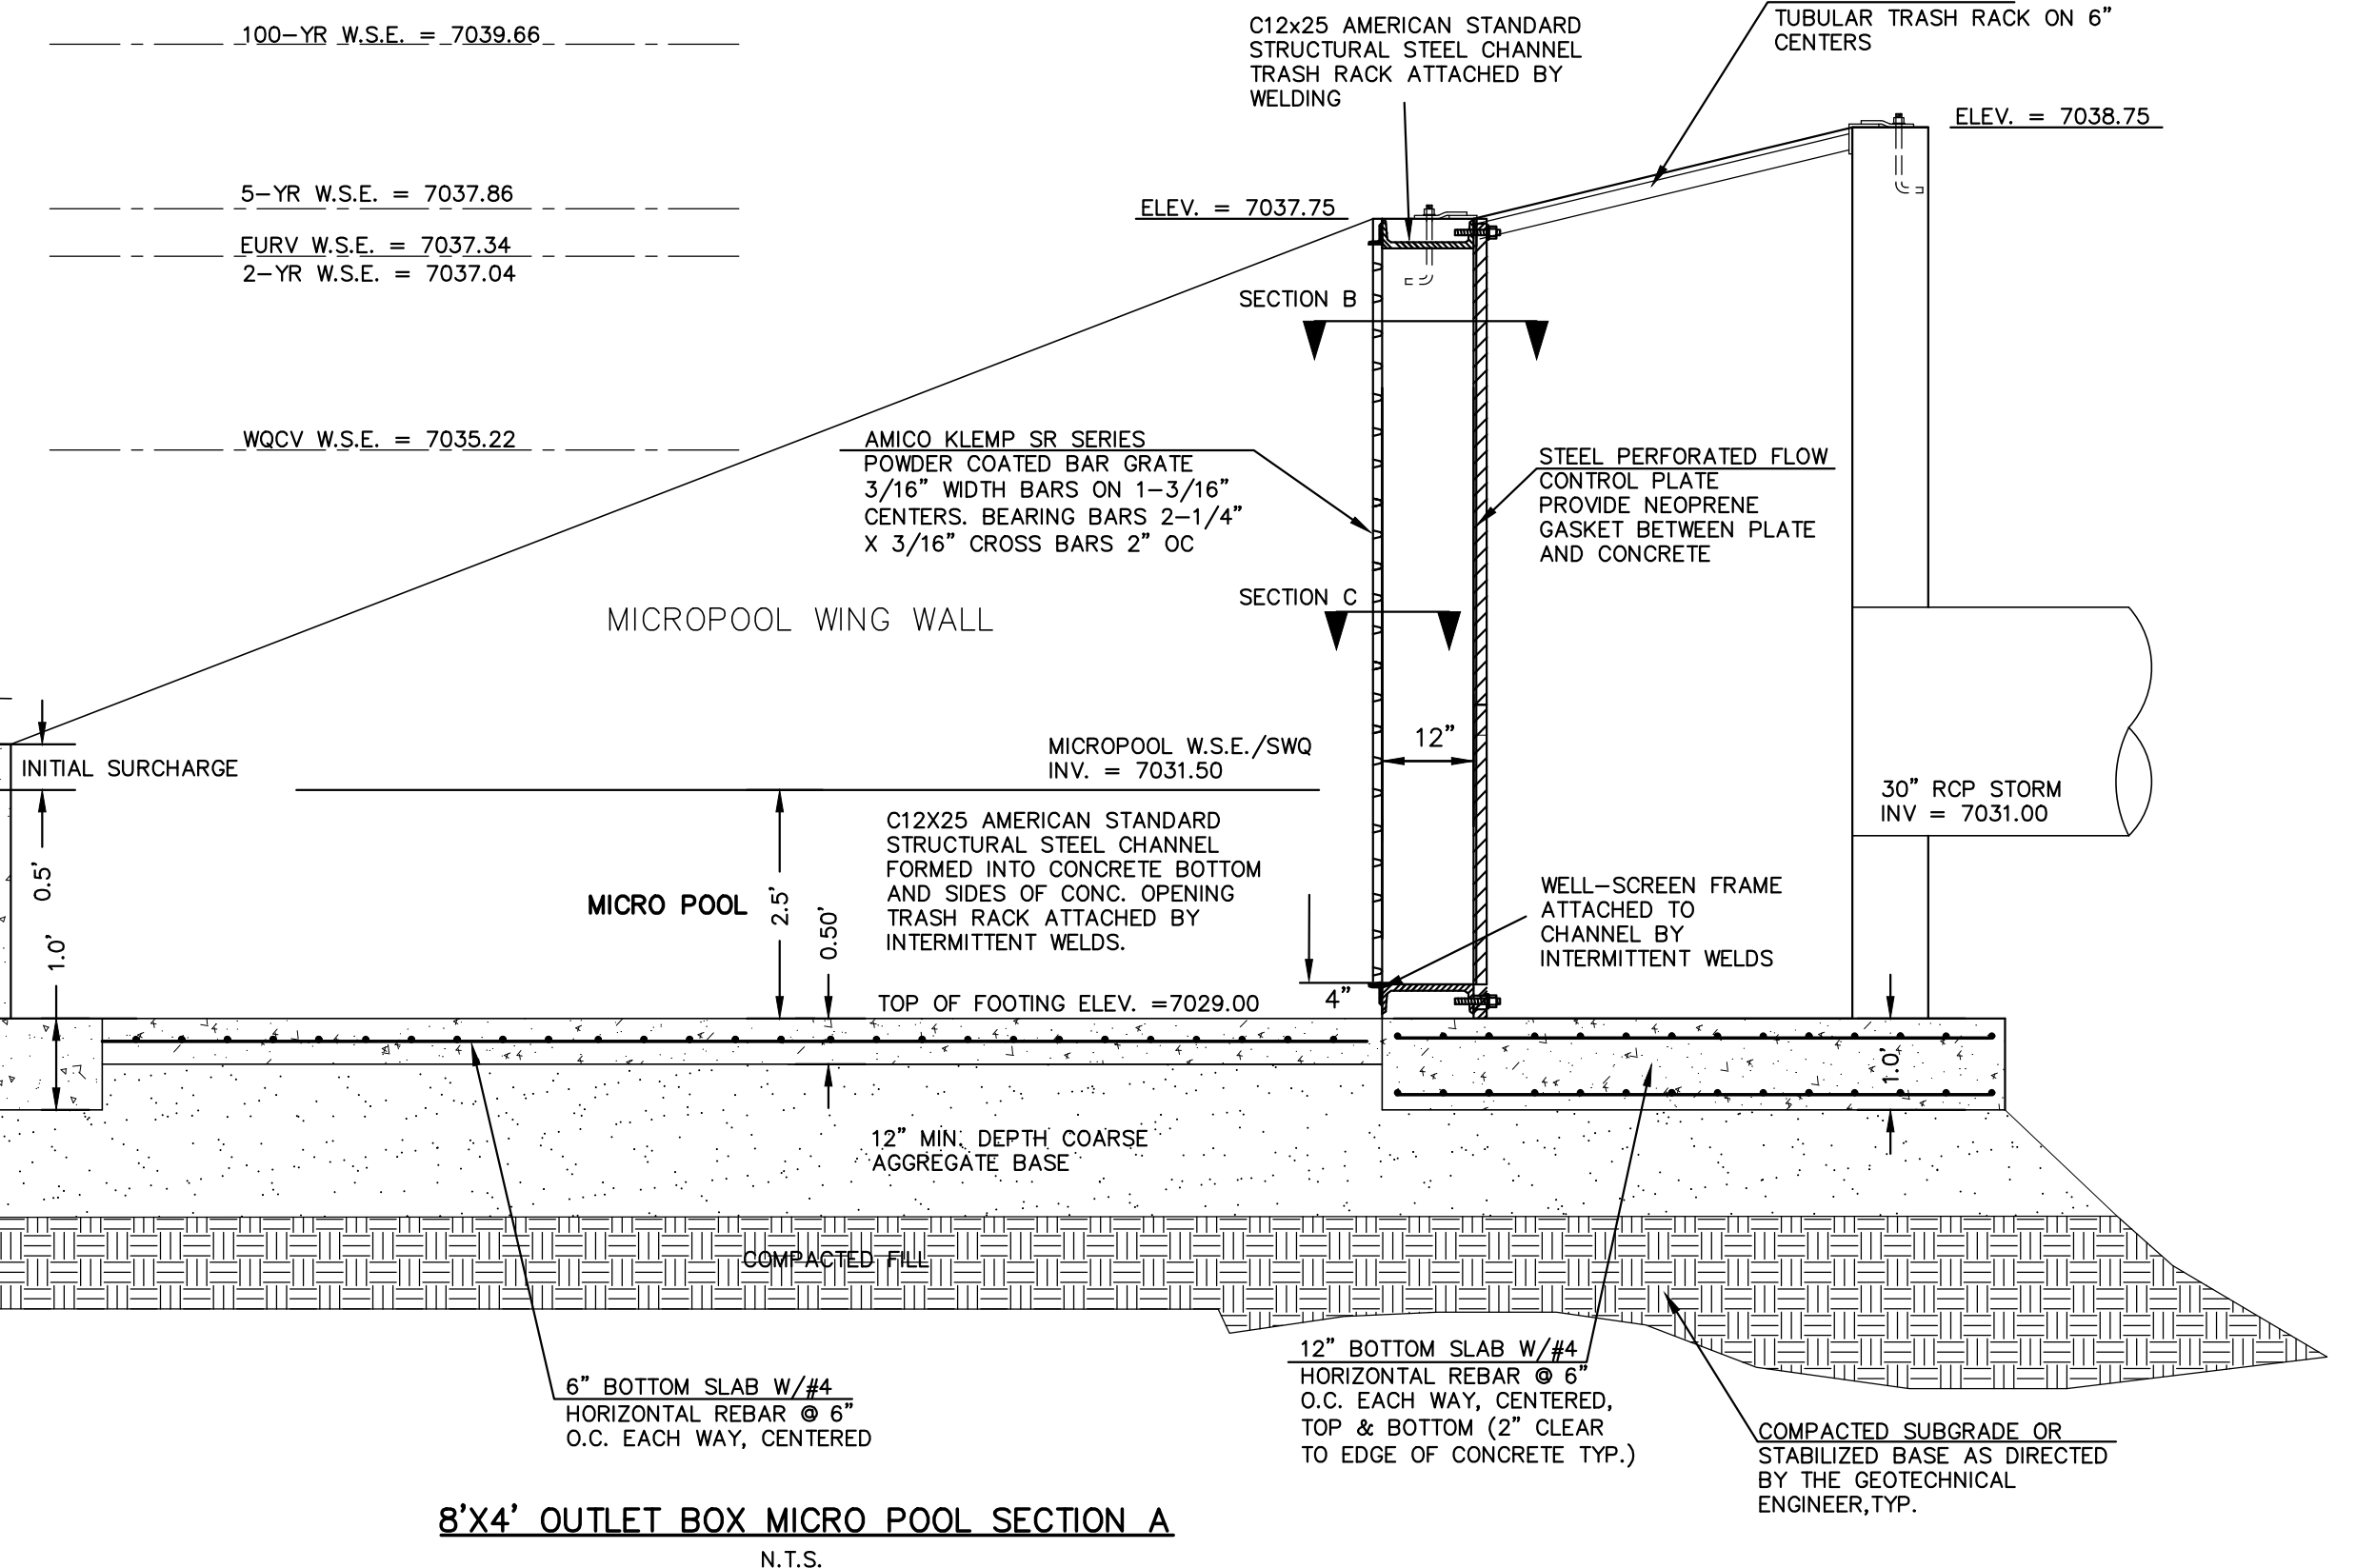 100-YR W.S.E. = 7039.66
5-YR W.S.E. = 7037.86
EURV W.S.E. = 7037.34
2-YR W.S.E. = 7037.04
WQCV W.S.E. = 7035.22
C12x25 AMERICAN STANDARD
STRUCTURAL STEEL CHANNEL
TRASH RACK ATTACHED BY
WELDING
TUBULAR TRASH RACK ON 6”
CENTERS
ELEV. = 7038.75
ELEV. = 7037.75
SECTION B
AMICO KLEMP SR SERIES
POWDER COATED BAR GRATE
3/16” WIDTH BARS ON 1-3/16”
CENTERS. BEARING BARS 2-1/4”
X 3/16” CROSS BARS 2” OC
STEEL PERFORATED FLOW
CONTROL PLATE
PROVIDE NEOPRENE
GASKET BETWEEN PLATE
AND CONCRETE
SECTION C
MICROPOOL WING WALL
INITIAL SURCHARGE
MICROPOOL W.S.E./SWQ
INV. = 7031.50
12”
30” RCP STORM
INV = 7031.00
0.5’
1.0’
MICRO POOL
2.5’
0.50’
C12X25 AMERICAN STANDARD
STRUCTURAL STEEL CHANNEL
FORMED INTO CONCRETE BOTTOM
AND SIDES OF CONC. OPENING
TRASH RACK ATTACHED BY
INTERMITTENT WELDS.
WELL-SCREEN FRAME
ATTACHED TO
CHANNEL BY
INTERMITTENT WELDS
TOP OF FOOTING ELEV. =7029.00
4”
1.0’
12” MIN. DEPTH COARSE
AGGREGATE BASE
COMPACTED FILL
6” BOTTOM SLAB W/#4
HORIZONTAL REBAR @ 6”
O.C. EACH WAY, CENTERED
12” BOTTOM SLAB W/#4
HORIZONTAL REBAR @ 6”
O.C. EACH WAY, CENTERED,
TOP & BOTTOM (2” CLEAR
TO EDGE OF CONCRETE TYP.)
COMPACTED SUBGRADE OR
STABILIZED BASE AS DIRECTED
BY THE GEOTECHNICAL
ENGINEER,TYP.
8’X4’ OUTLET BOX MICRO POOL SECTION A
N.T.S.